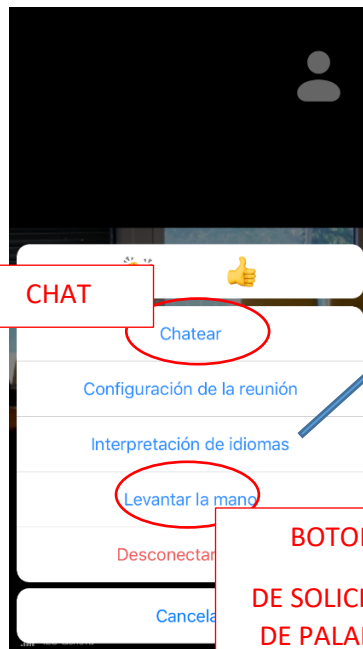 CHAT
Chatear
Configuración de la reunión
Interpretación de idiomas
Levantar la mano
BOTO
Desconectar
DE SOLIC
Cancela
DE PALA